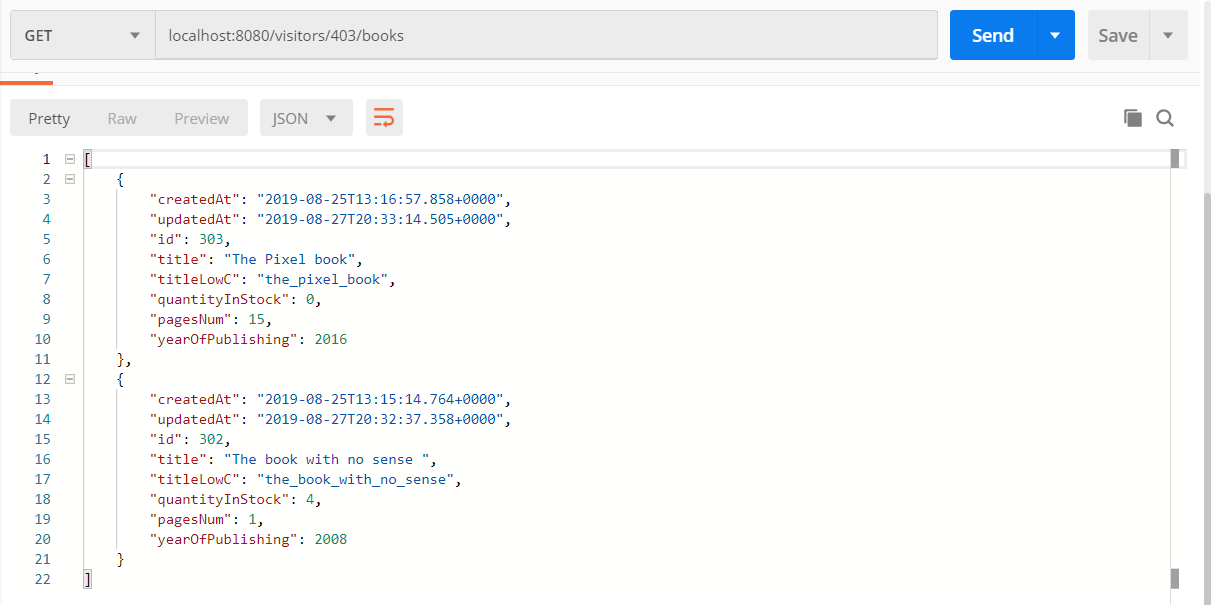 GET localhost:8080/visitors/403/books Send Save
Pretty Raw Preview JSON
1 [
2 {
3 "createdAt": "2019-08-25T13:16:57.858+0000",
4 "updatedAt": "2019-08-27T20:33:14.505+0000",
5 "id": 303,
6 "title": "The Pixel book",
7 "titleLowC": "the_pixel_book",
8 "quantityInStock": 0,
9 "pagesNum": 15,
10 "yearOfPublishing": 2016
11 },
12 {
13 "createdAt": "2019-08-25T13:15:14.764+0000",
14 "updatedAt": "2019-08-27T20:32:37.358+0000",
15 "id": 302,
16 "title": "The book with no sense ",
17 "titleLowC": "the_book_with_no_sense",
18 "quantityInStock": 4,
19 "pagesNum": 1,
20 "yearOfPublishing": 2008
21 }
22 ]